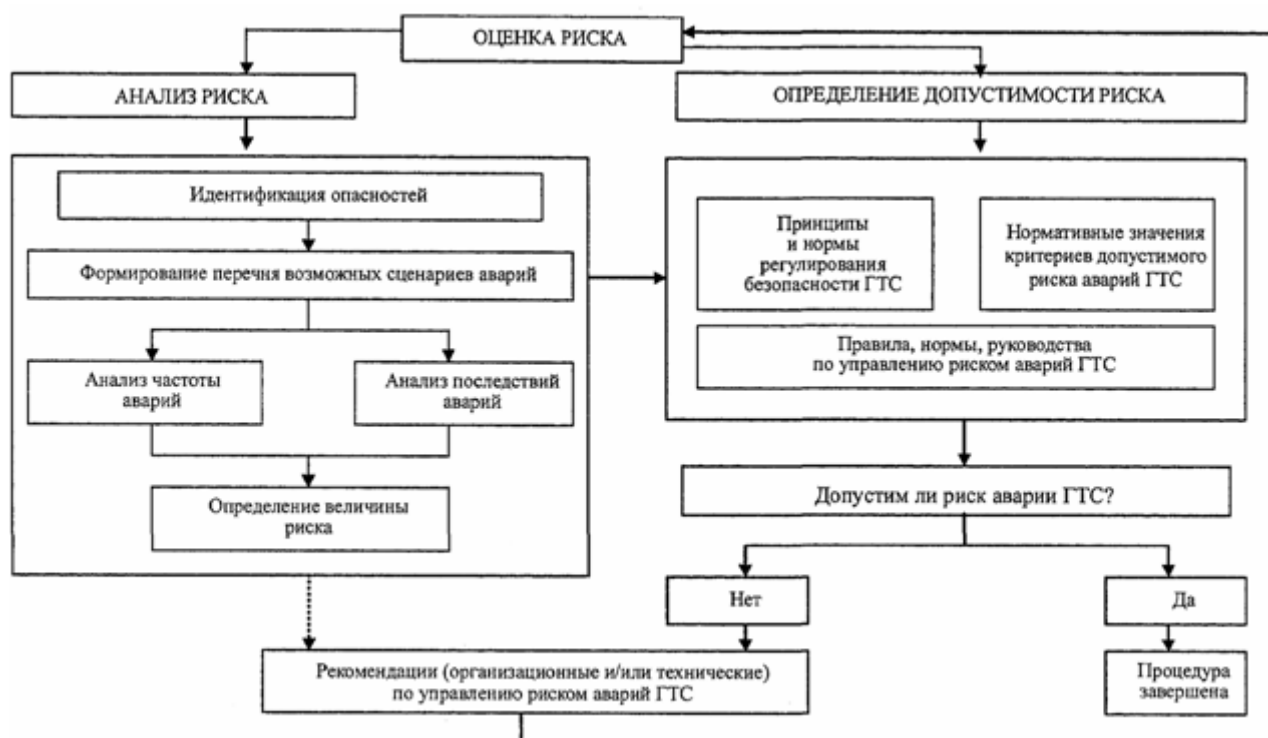 ОЦЕНКА РИСКА
АНАЛИЗ РИСКА
ОПРЕДЕЛЕНИЕ ДОПУСТИМОСТИ РИСКА
Идентификация опасностей
Формирование перечня возможных сценариев аварий
Анализ частоты
аварий
Анализ последствий
аварий
Определение величины
риска
Принципы
и нормы
регулирования
безопасности ГТС
Нормативные значения
критериев допустимого
риска аварий ГТС
Правила, нормы, руководства
по управлению риском аварий ГТС
Допустим ли риск аварии ГТС?
Нет
Да
Рекомендации (организационные и/или технические)
по управлению риском аварий ГТС
Процедура
завершена